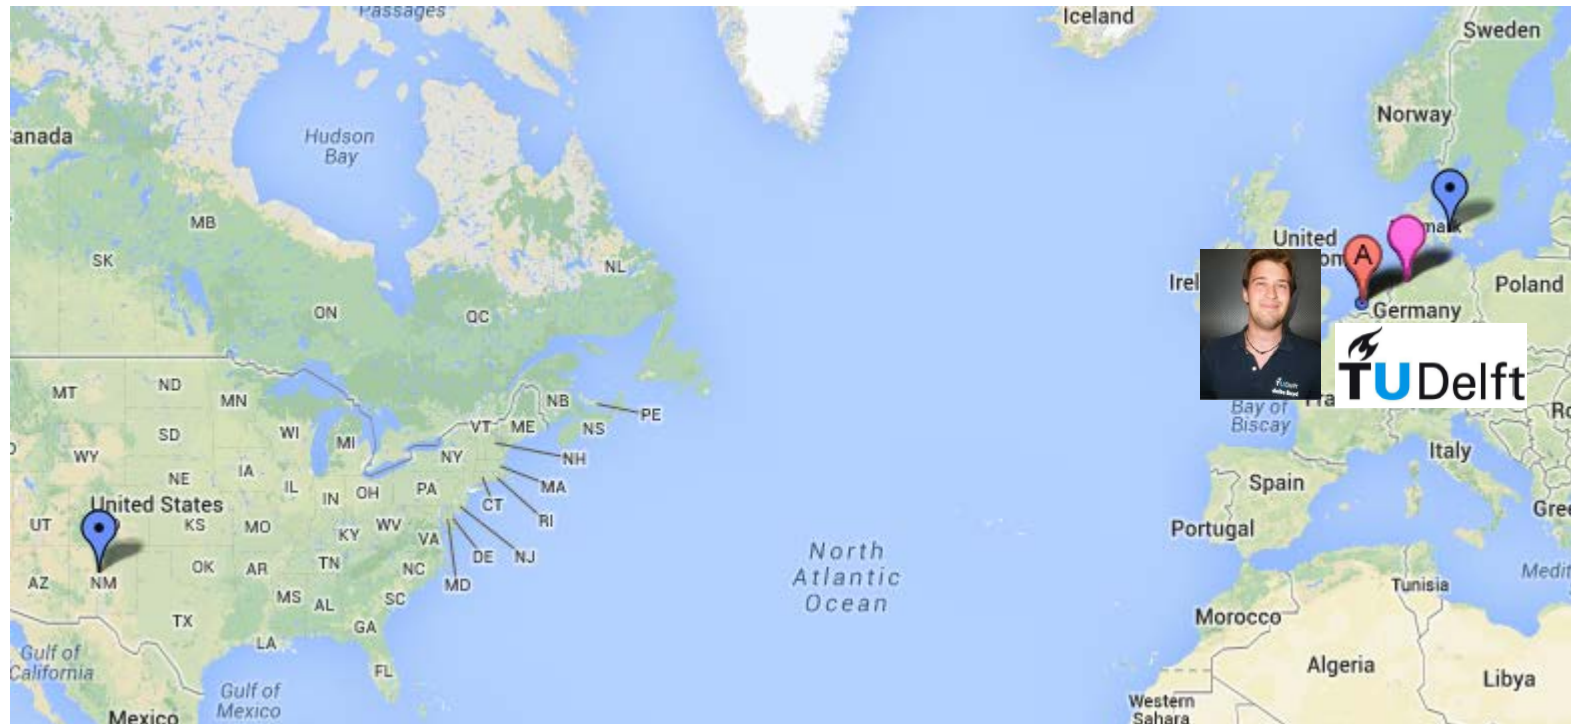 Passages
Iceland
Sweden
Norway
anada
Hudson
Bay
MB
SK
NL
United
Poland
ON
QC
Germany
A
TU Delft
TUDelft
MT
ND
MN
NB
PE
VT
ME
NS
Bay of
Biscay
SD
WI
MI
WY
NY
NH
Italy
NE
IA
IL
IN
OH
PA
MA
CT
RI
Spain
United States
UT
KS
MO
KY
WV
VA
DE
NJ
Portugal
North
Atlantic
Ocean
AZ
NM
OK
AR
TN
NC
MD
Tunisia
MS
AL
SC
TX
GA
Morocco
LA
FL
Gulf of
California
Gulf of
Mexico
Mexico
Algeria
Libya
Western
Sahara